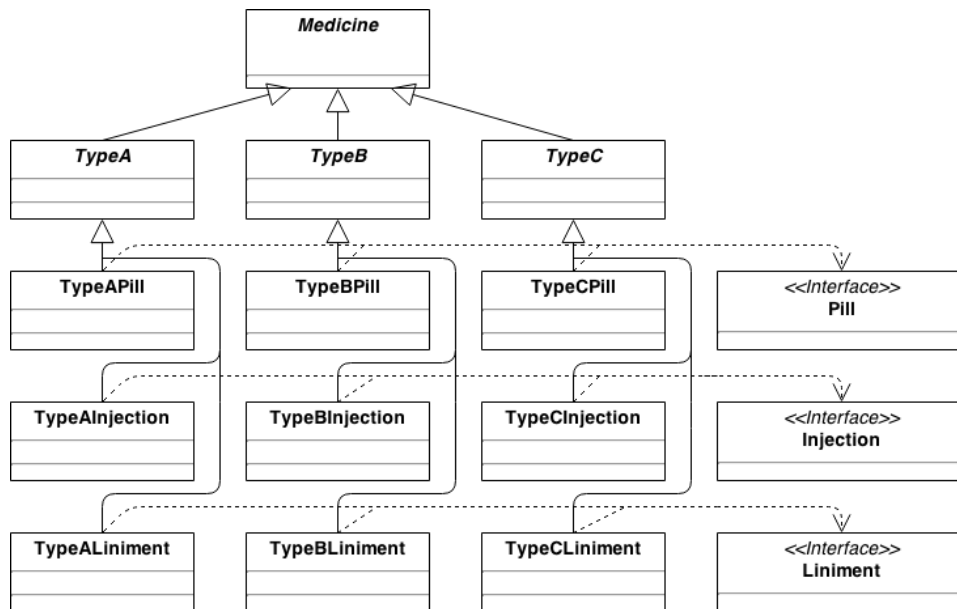 Medicine
TypeA
TypeB
TypeC
TypeAPill
TypeBPill
TypeCPill
<<Interface>>
Pill
TypeAInjection
TypeBInjection
TypeCInjection
<<Interface>>
Injection
TypeALiniment
TypeBLiniment
TypeCLiniment
<<Interface>>
Liniment